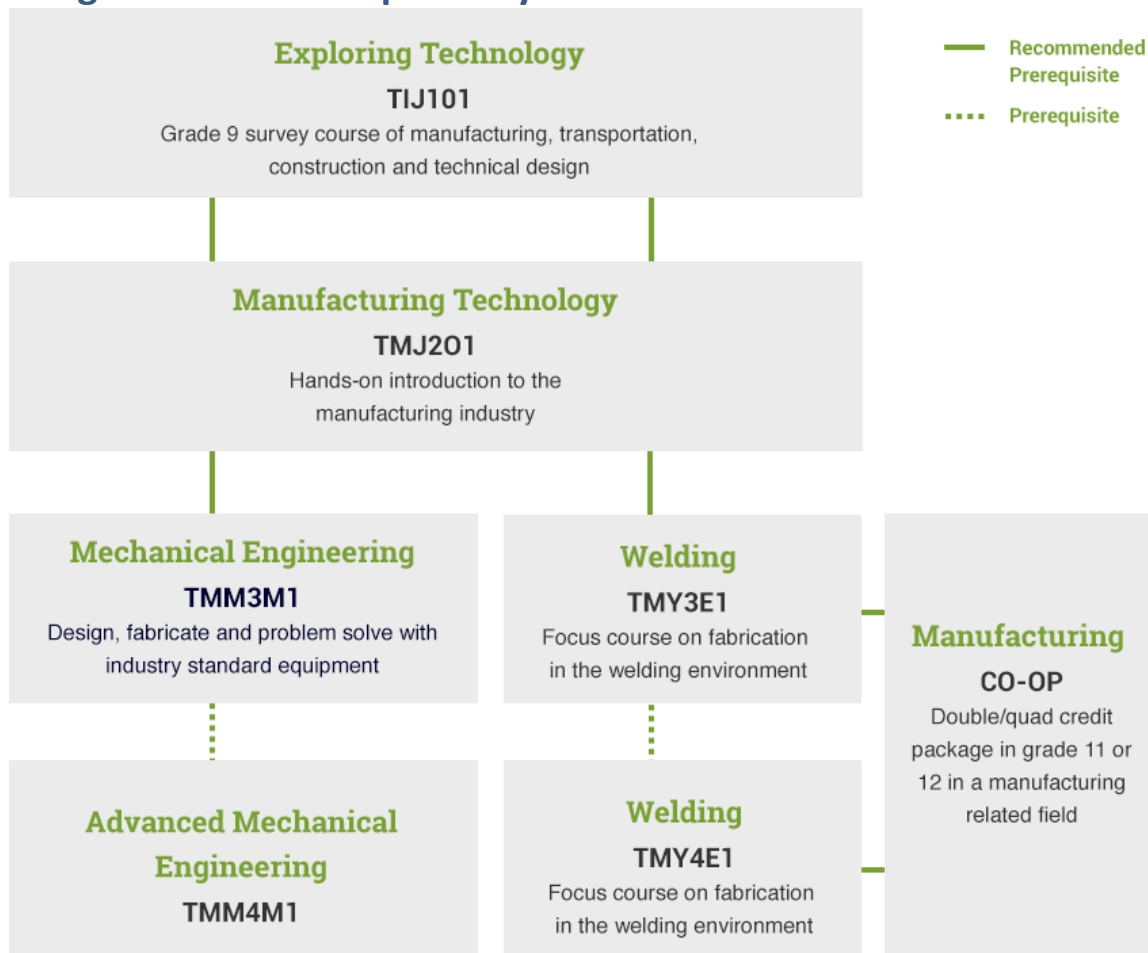 Exploring Technology
TIJ101
Grade 9 survey course of manufacturing, transportation,
construction and technical design
Recommended
Prerequisite
Prerequisite
Manufacturing Technology
TMJ2O1
Hands-on introduction to the
manufacturing industry
Mechanical Engineering
TMM3M1
Design, fabricate and problem solve with
industry standard equipment
Welding
TMY3E1
Focus course on fabrication
in the welding environment
Manufacturing
CO-OP
Double/quad credit
package in grade 11 or
12 in a manufacturing
related field
Advanced Mechanical
Engineering
TMM4M1
Welding
TMY4E1
Focus course on fabrication
in the welding environment